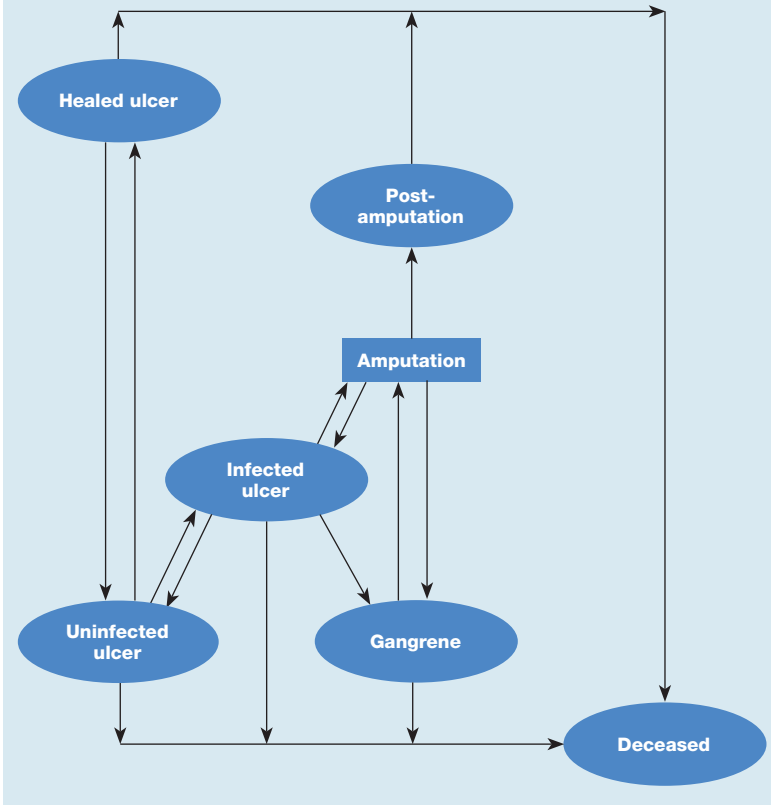 Healed ulcer
Post-
amputation
Amputation
Infected
ulcer
Uninfected
ulcer
Gangrene
Deceased